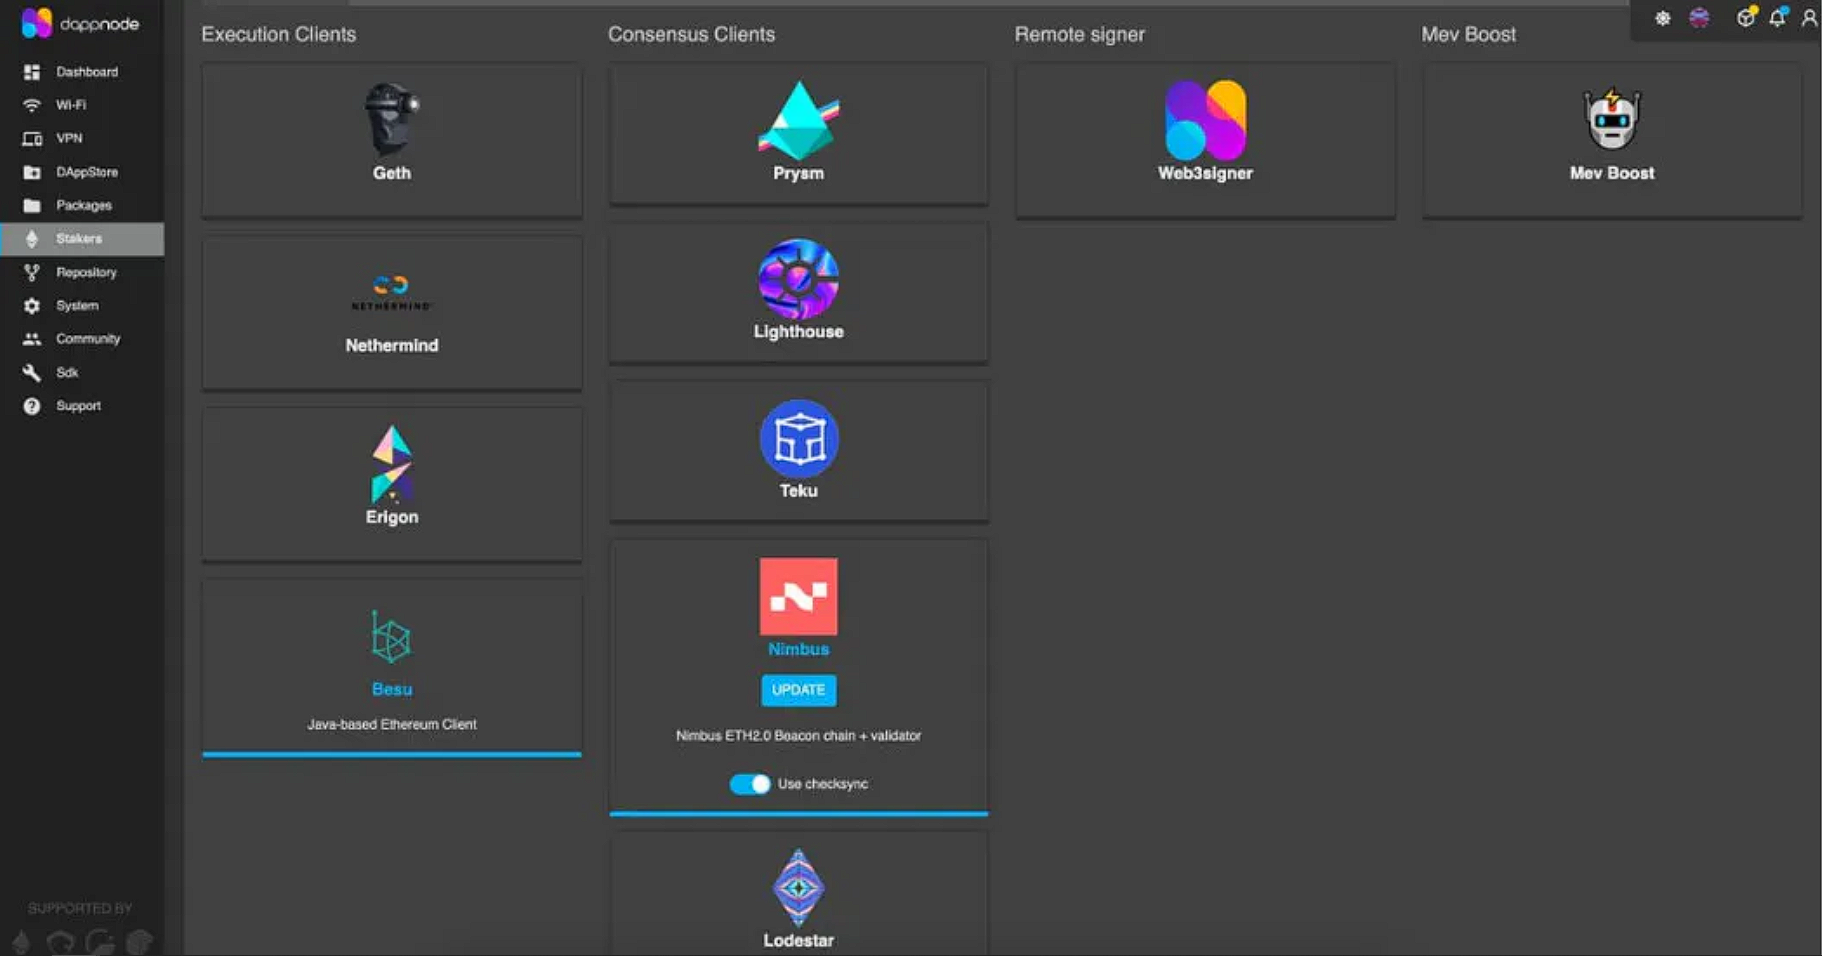 dappnode
Dashboard
Wi-Fi
VPN
DAppStore
Packages
Stakers
Repository
System
Community
Sdk
Support
SUPPORTED BY
Execution Clients
Geth
NETHERMIND
Nethermind
Erigon
Besu
Java-based Ethereum Client
Consensus Clients
Prysm
Lighthouse
Teku
Nimbus
UPDATE
Nimbus ETH2.0 Beacon chain + validator
Use checksync
Lodestar
Remote signer
Web3signer
Mev Boost
Mev Boost